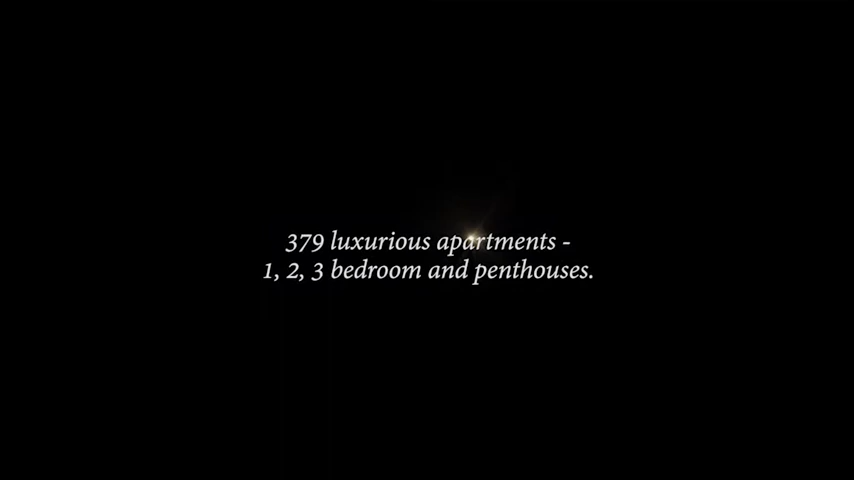 379 luxurious apartments -
1, 2, 3 bedroom and penthouses.